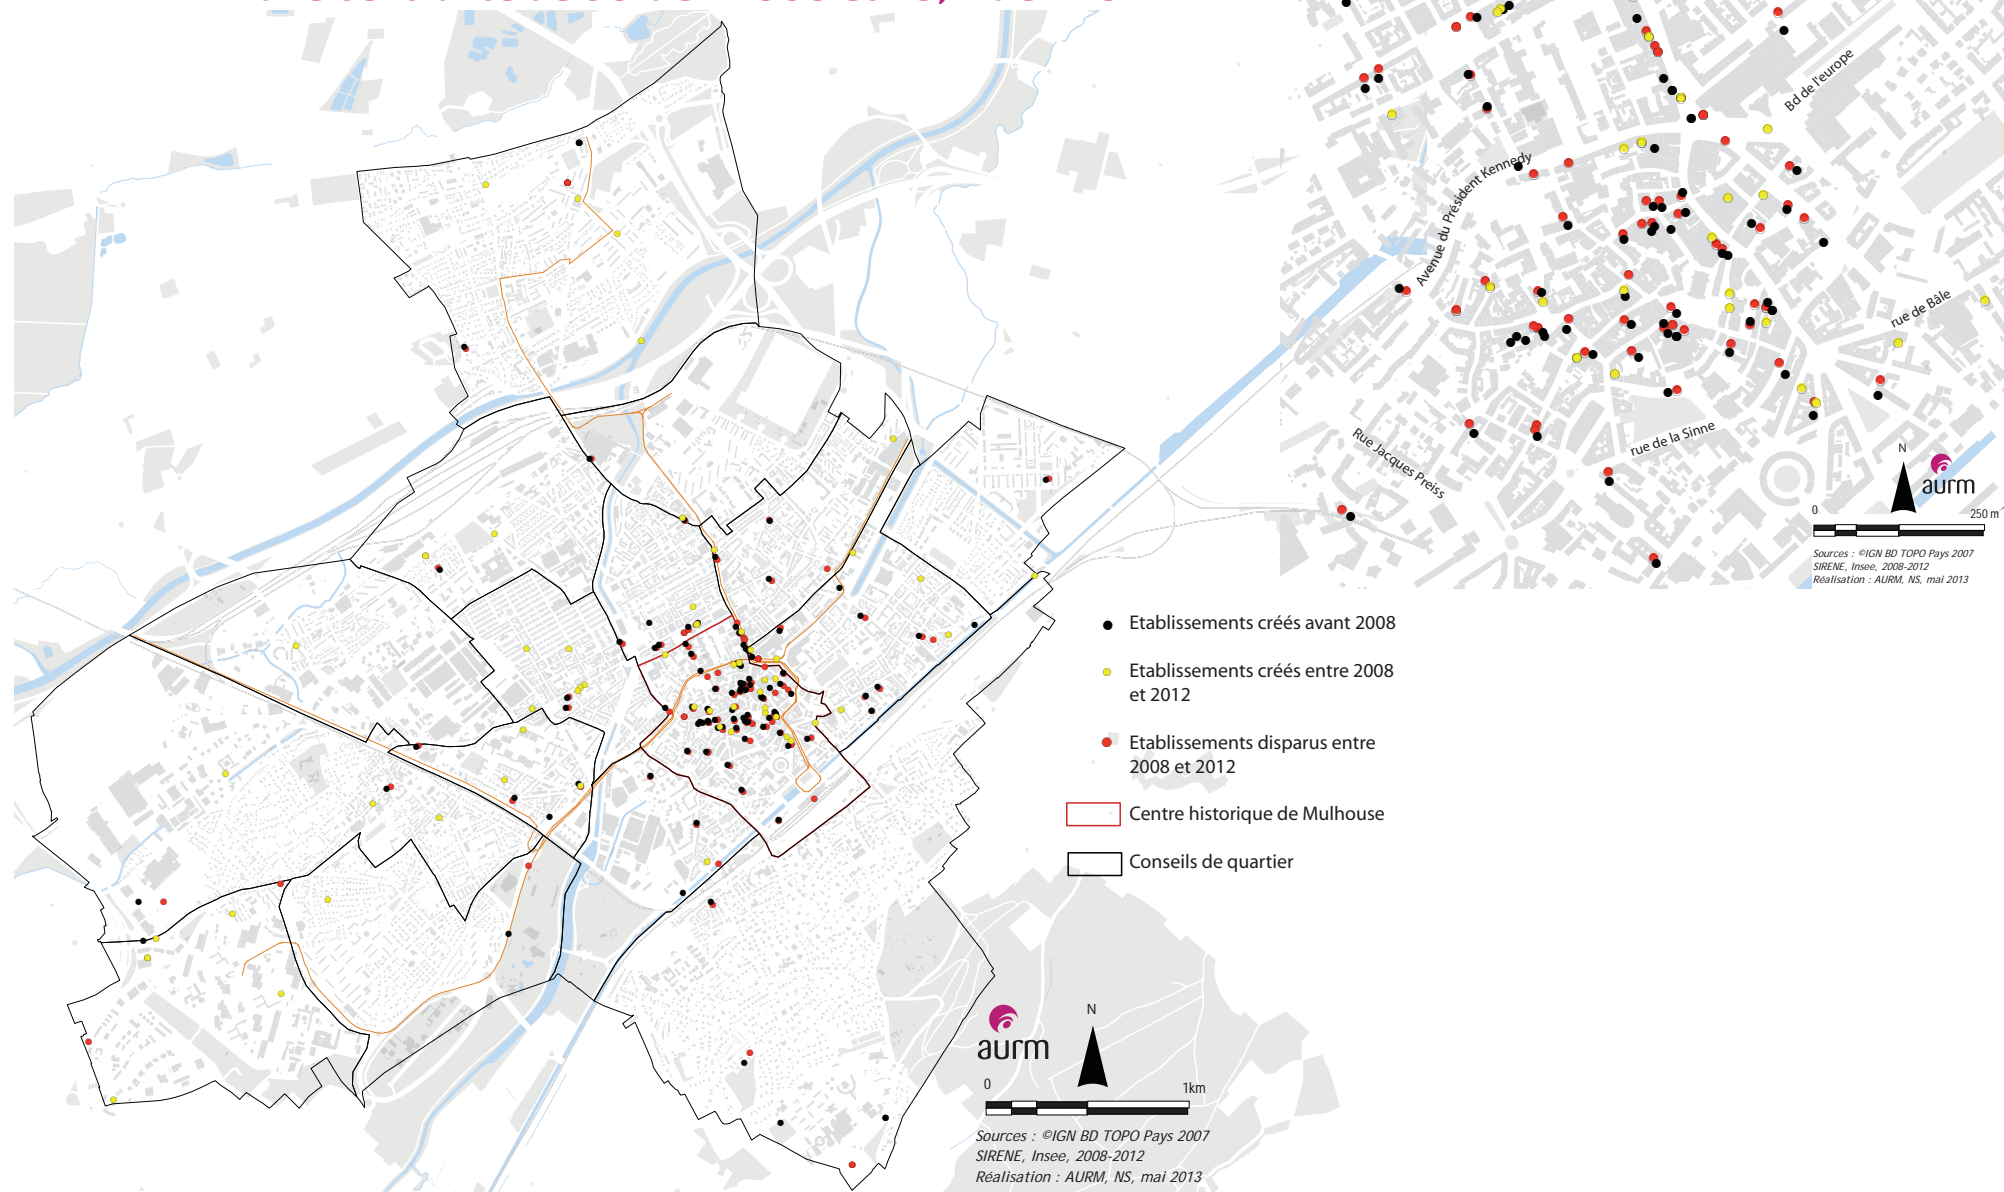 Bd de l'europe
Avenue du Président Kennedy
rue de Bâle
rue de la Sinne
Rue Jacques Preiss
N
aurm
0
250 m
Sources : ©IGN BD TOPO Pays 2007
SIRENE, Insee, 2008-2012
Réalisation : AURM, NS, mai 2013
Etablissements créés avant 2008
Etablissements créés entre 2008
et 2012
Etablissements disparus entre
2008 et 2012
Centre historique de Mulhouse
Conseils de quartier
aurm
N
0
1km
Sources : ©IGN BD TOPO Pays 2007
SIRENE, Insee, 2008-2012
Réalisation : AURM, NS, mai 2013